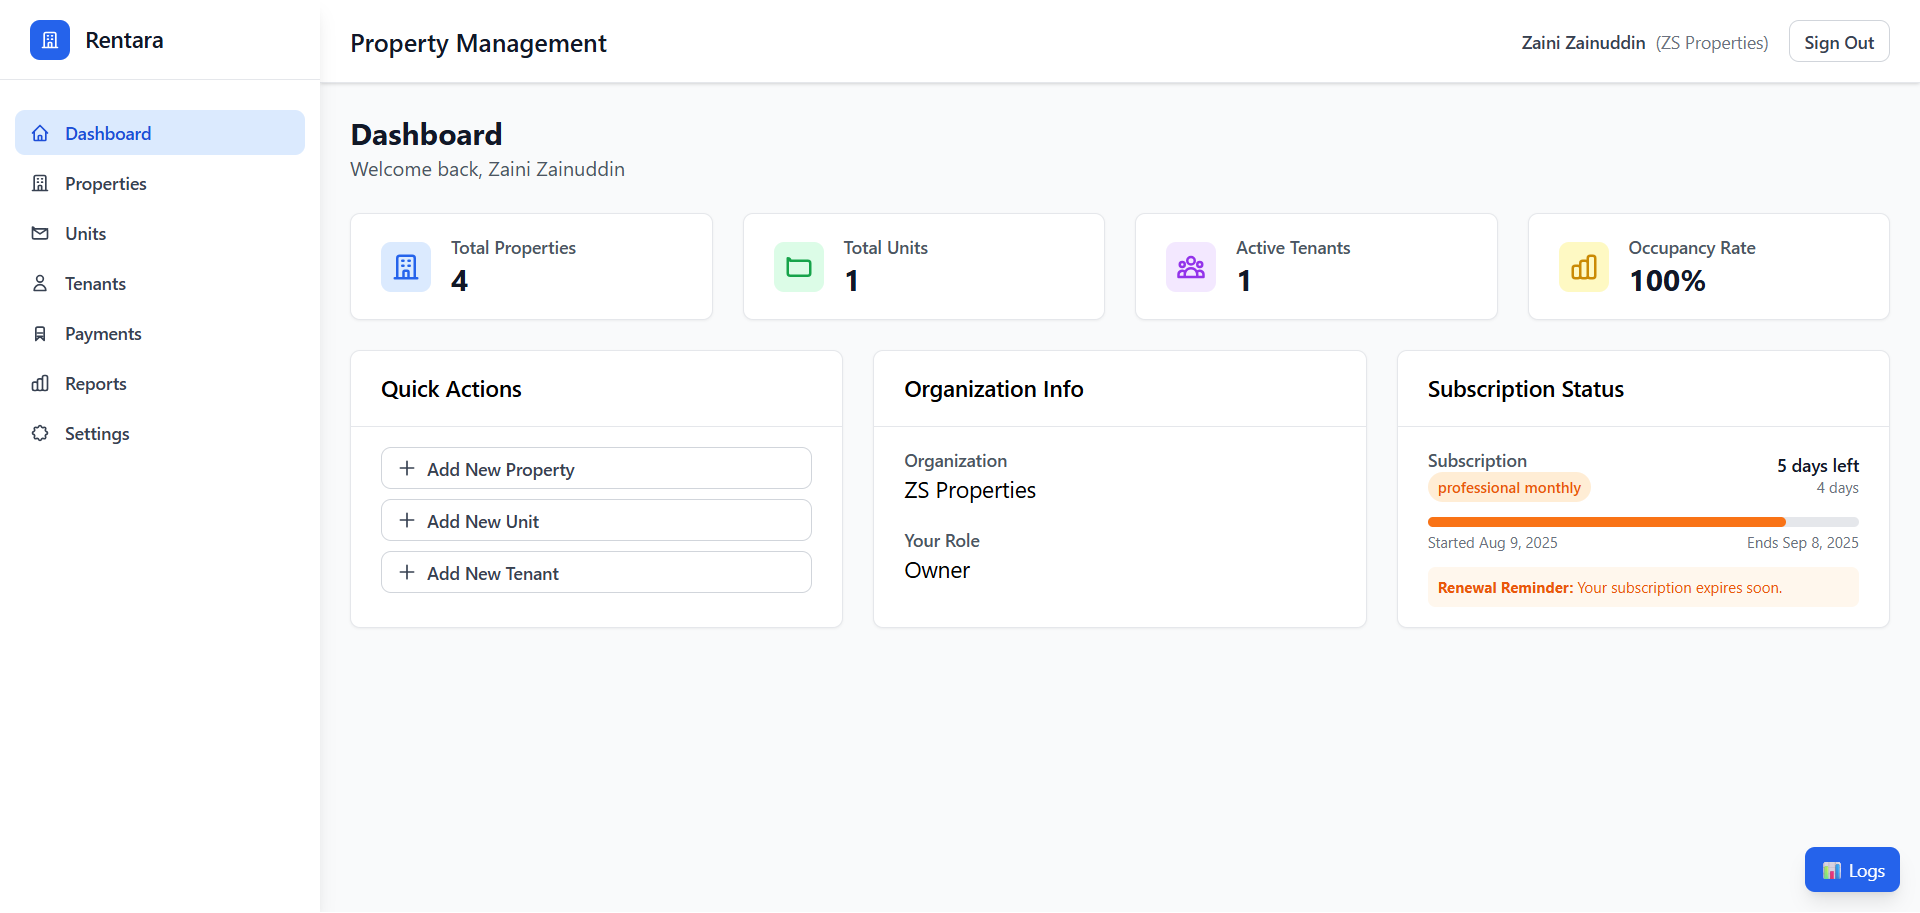 Rentara
Property Management
Zaini Zainuddin (ZS Properties)
Sign Out
Dashboard
Properties
Units
Tenants
Payments
Reports
Settings
Dashboard
Welcome back, Zaini Zainuddin
Total Properties
4
Total Units
1
Active Tenants
1
Occupancy Rate
100%
Quick Actions
Add New Property
Add New Unit
Add New Tenant
Organization Info
Organization
ZS Properties
Your Role
Owner
Subscription Status
Subscription
professional monthly
5 days left
4 days
Started Aug 9, 2025
Ends Sep 8, 2025
Renewal Reminder: Your subscription expires soon.
Logs